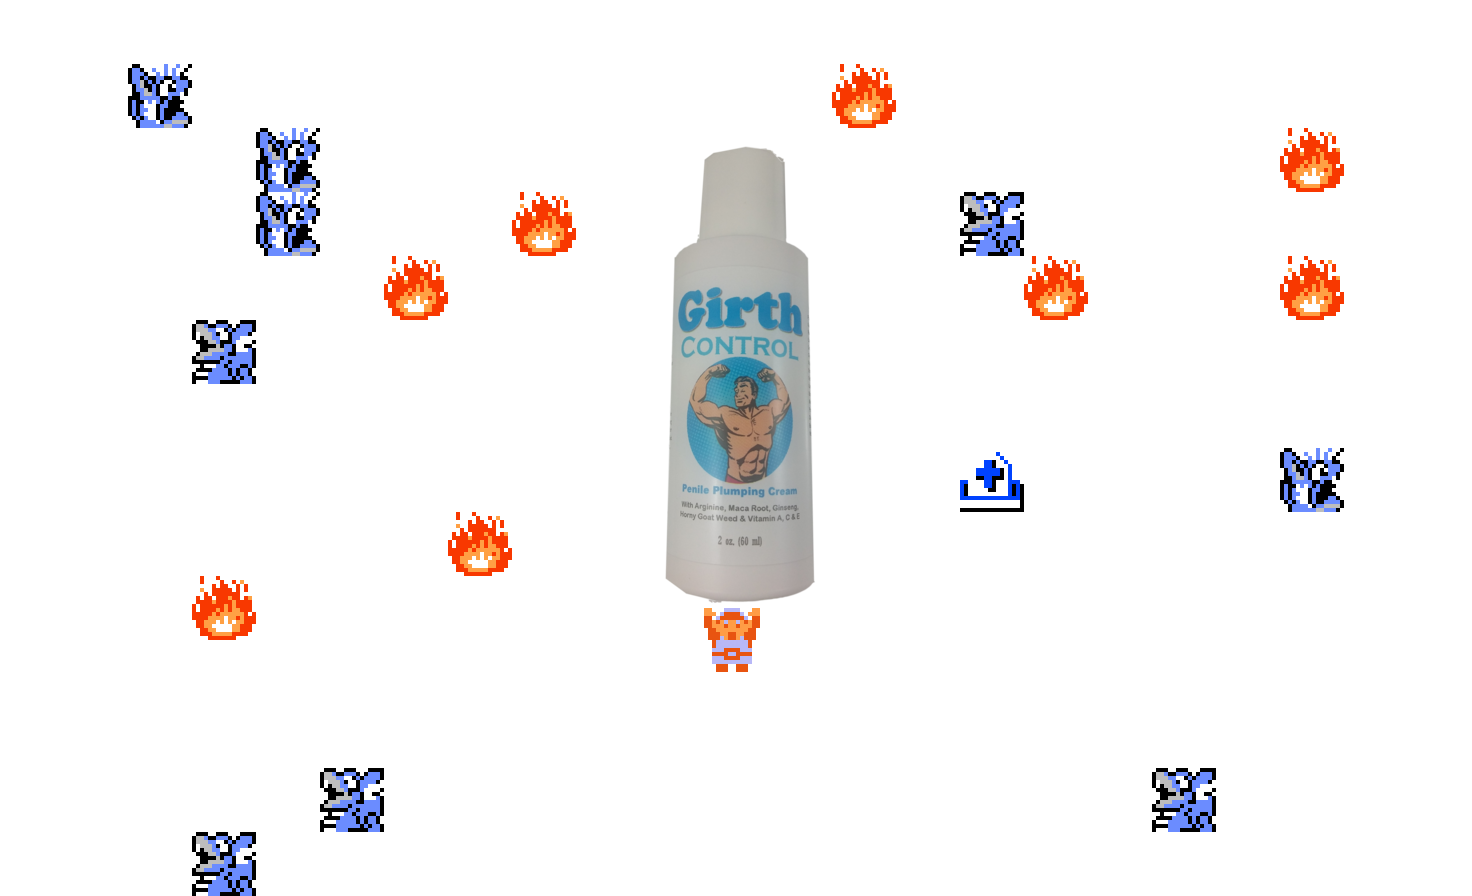 Girth
CONTROL
Penile Plumping Cream
With Arginine, Maca Root, Ginseng,
Horny Goat Weed & Vitamin A, C & E
2 oz. (60 ml)